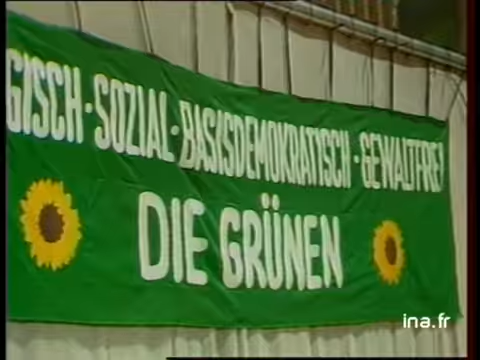 GISCH · SOZIAL · BASISDEMOKRATISCH · GEWALTFREI
DIE GRÜNEN
ina.fr